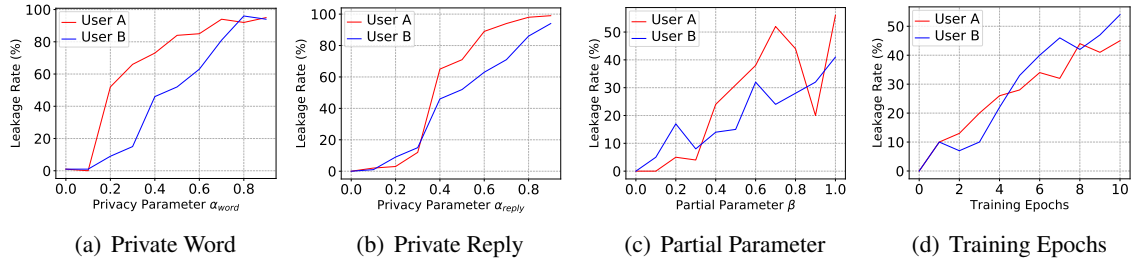 User A
User B
Leakage Rate (%)
100
80
60
40
20
0
0.0 0.2 0.4 0.6 0.8
Privacy Parameter α_word
(a) Private Word
User A
User B
Leakage Rate (%)
100
80
60
40
20
0
0.0 0.2 0.4 0.6 0.8
Privacy Parameter α_reply
(b) Private Reply
User A
User B
Leakage Rate (%)
50
40
30
20
10
0
0.0 0.2 0.4 0.6 0.8 1.0
Partial Parameter β
(c) Partial Parameter
User A
User B
Leakage Rate (%)
50
40
30
20
10
0
0 2 4 6 8 10
Training Epochs
(d) Training Epochs